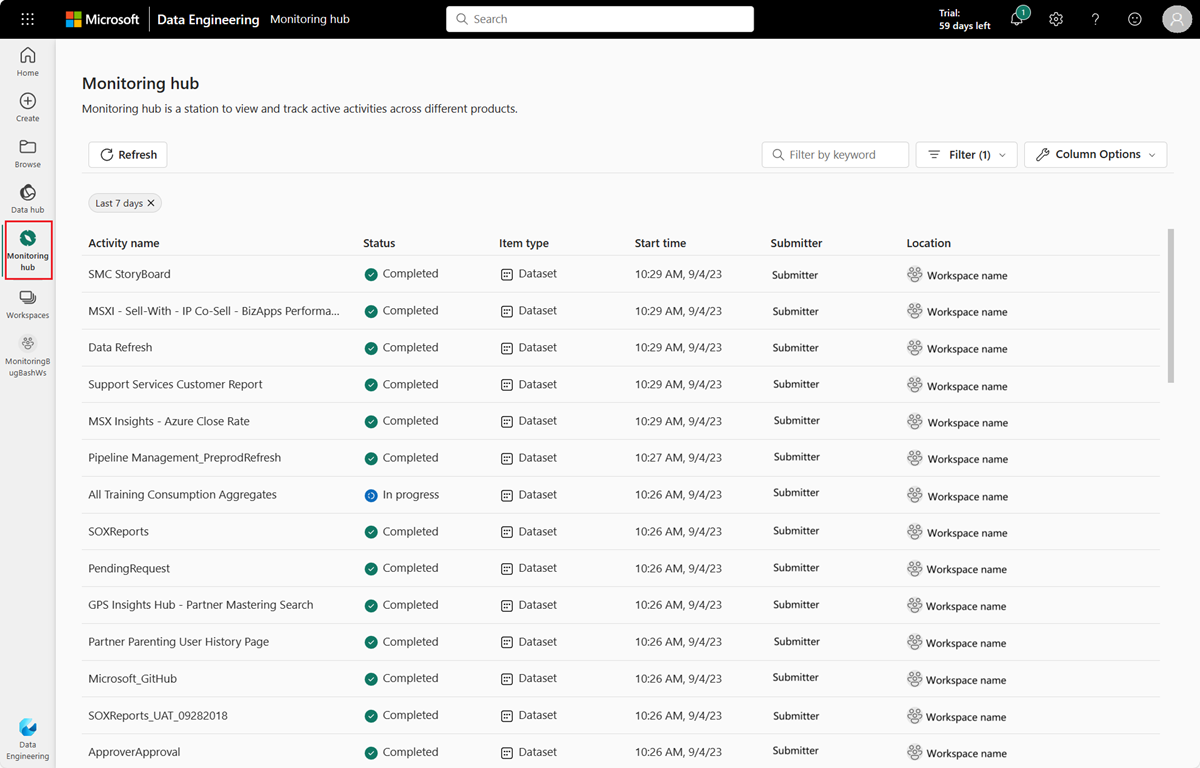 Microsoft Data Engineering Monitoring hub Search Trial: 1
59 days left ?
Home
Create
Browse
Data hub
Monitoring
hub
Workspaces
MonitoringB
ugBashWs
Data
Engineering
Monitoring hub
Monitoring hub is a station to view and track active activities across different products.
Refresh Filter by keyword Filter (1) Column Options
Last 7 days
Activity name Status Item type Start time Submitter Location
SMC StoryBoard Completed Dataset 10:29 AM, 9/4/23 Submitter Workspace name
MSXI - Sell-With - IP Co-Sell - BizApps Performa... Completed Dataset 10:29 AM, 9/4/23 Submitter Workspace name
Data Refresh Completed Dataset 10:29 AM, 9/4/23 Submitter Workspace name
Support Services Customer Report Completed Dataset 10:29 AM, 9/4/23 Submitter Workspace name
MSX Insights - Azure Close Rate Completed Dataset 10:29 AM, 9/4/23 Submitter Workspace name
Pipeline Management_PreprodRefresh Completed Dataset 10:27 AM, 9/4/23 Submitter Workspace name
All Training Consumption Aggregates In progress Dataset 10:26 AM, 9/4/23 Submitter Workspace name
SOXReports Completed Dataset 10:26 AM, 9/4/23 Submitter Workspace name
PendingRequest Completed Dataset 10:26 AM, 9/4/23 Submitter Workspace name
GPS Insights Hub - Partner Mastering Search Completed Dataset 10:26 AM, 9/4/23 Submitter Workspace name
Partner Parenting User History Page Completed Dataset 10:26 AM, 9/4/23 Submitter Workspace name
Microsoft_GitHub Completed Dataset 10:26 AM, 9/4/23 Submitter Workspace name
SOXReports_UAT_09282018 Completed Dataset 10:26 AM, 9/4/23 Submitter Workspace name
ApproverApproval Completed Dataset 10:26 AM, 9/4/23 Submitter Workspace name